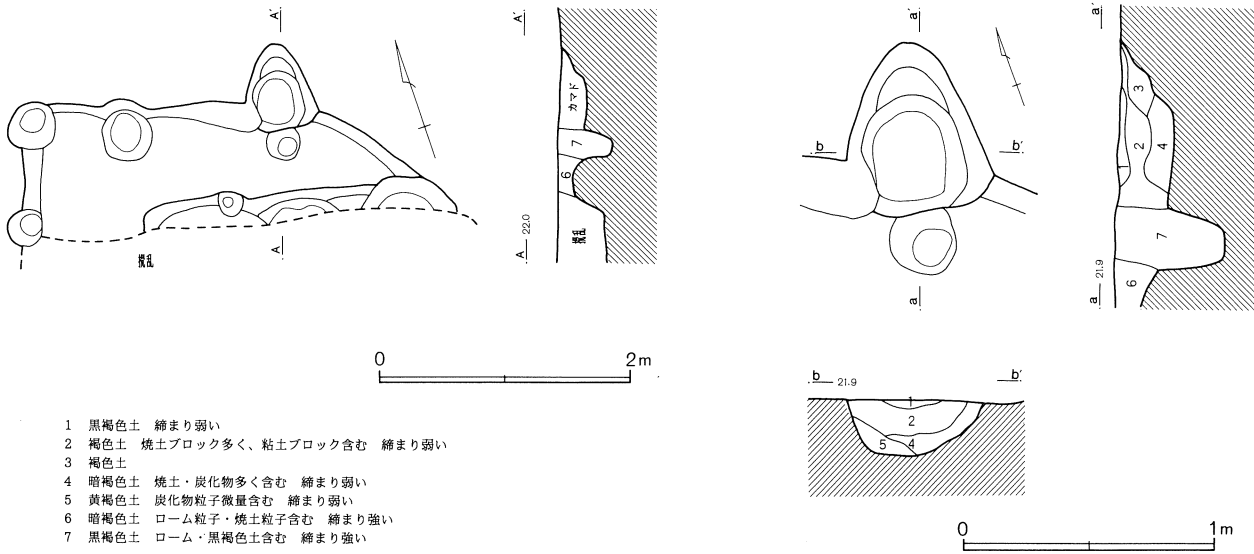 A´
A´
カマド
7
6
A 22.0
攪乱
A
攪乱
a´
b
b´
a
a´
3
2
4
1
7
6
a 21.9
0 2m
b 21.9
b´
1
2
5 4
0 1m
1 黒褐色土 締まり弱い
2 褐色土 焼土ブロック多く、粘土ブロック含む 締まり弱い
3 褐色土
4 暗褐色土 焼土・炭化物多く含む 締まり弱い
5 黄褐色土 炭化物粒子微量含む 締まり弱い
6 暗褐色土 ローム粒子・焼土粒子含む 締まり強い
7 黒褐色土 ローム・黒褐色土含む 締まり強い